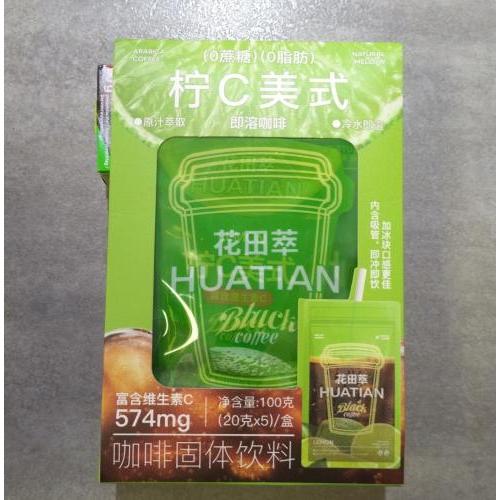 ARABICA
COFFEE
(0蔗糖)(0脂肪)
NATURAL
柠C美式
原汁萃取
即溶咖啡
冷水即溶
HUATIAN
花田萃
HUATIAN
Black
coffee
加冰块口感更佳
内含吸管，即冲即饮
花田萃
HUATIAN
Black
coffee
LEMON
富含维生素C
574mg
净含量:100克
(20克x5)/盒
咖啡固体饮料